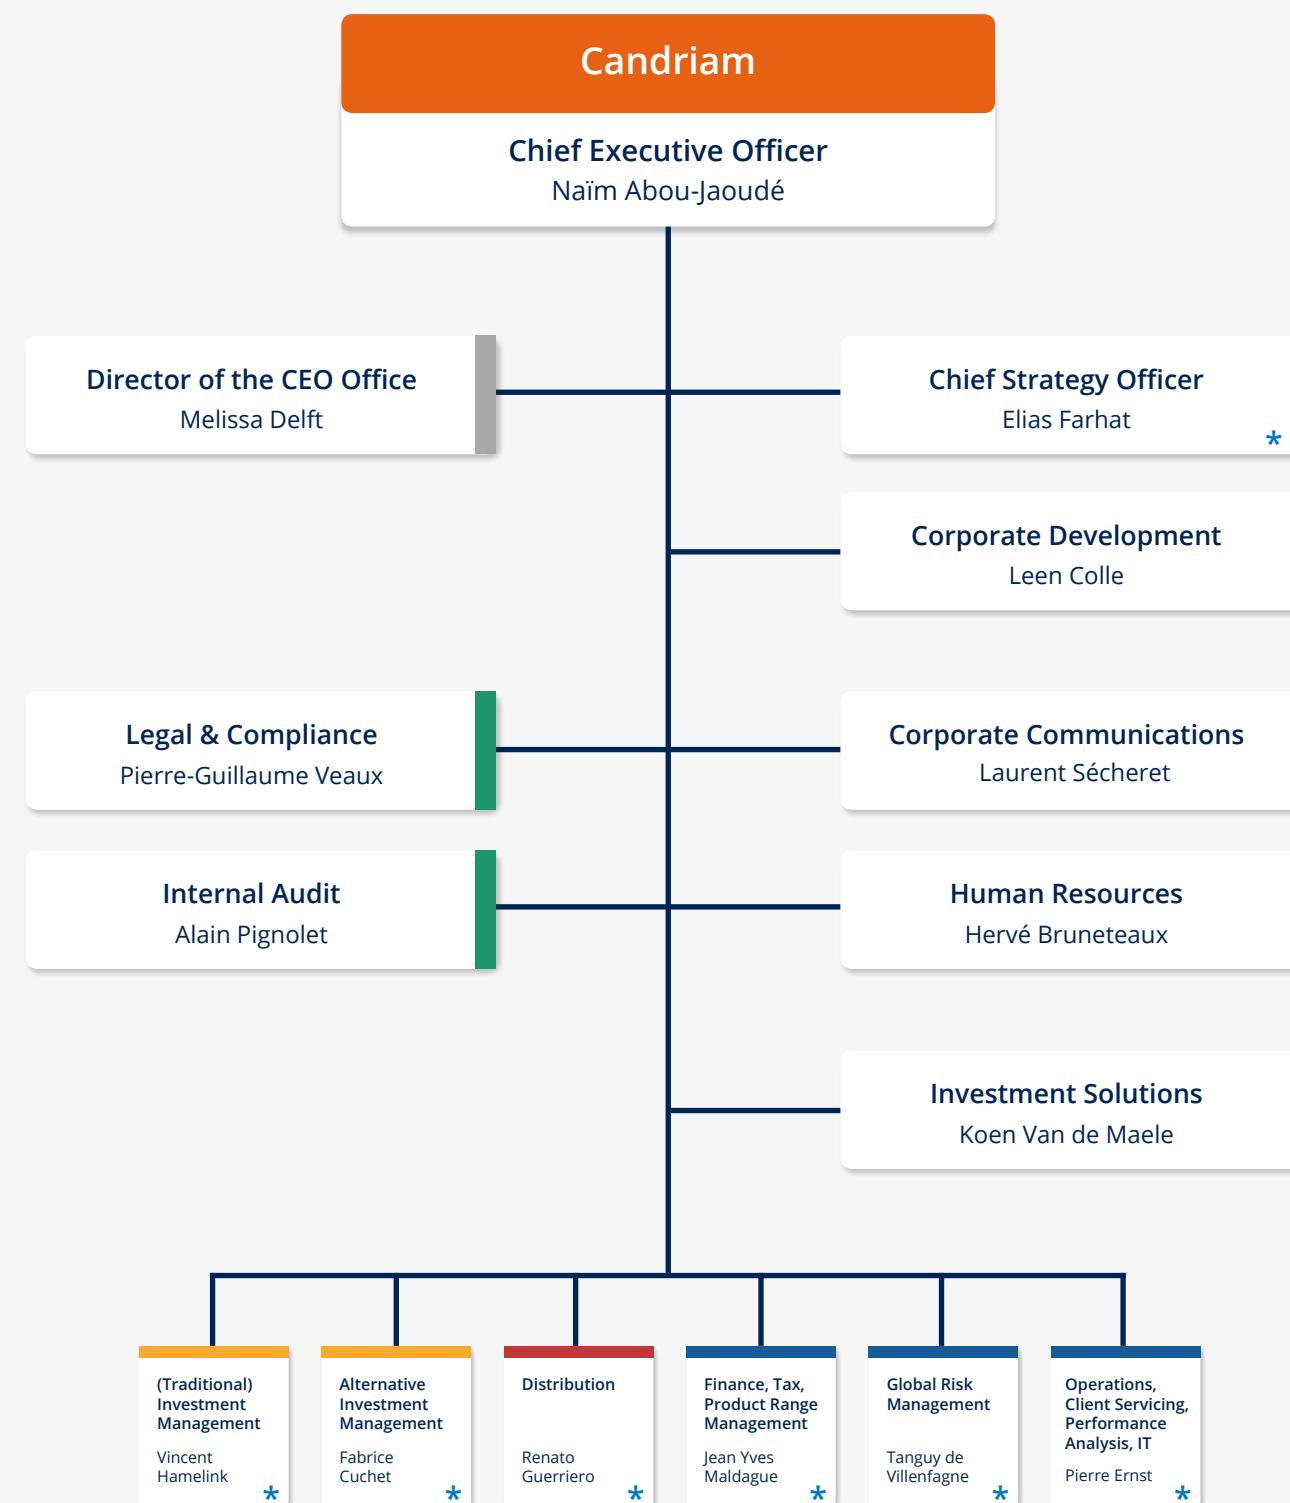 Candriam
Chief Executive Officer
Naïm Abou-Jaoudé
Director of the CEO Office
Melissa Delft
Chief Strategy Officer
Elias Farhat
*
Corporate Development
Leen Colle
Legal & Compliance
Pierre-Guillaume Veaux
Corporate Communications
Laurent Sécheret
Internal Audit
Alain Pignolet
Human Resources
Hervé Bruneteaux
Investment Solutions
Koen Van de Maele
(Traditional)
Investment
Management
Vincent
Hamelink
*
Alternative
Investment
Management
Fabrice
Cuchet
*
Distribution
Renato
Guerriero
*
Finance, Tax,
Product Range
Management
Jean Yves
Maldague
*
Global Risk
Management
Tanguy de
Villenfagne
*
Operations,
Client Servicing,
Performance
Analysis, IT
Pierre Ernst
*